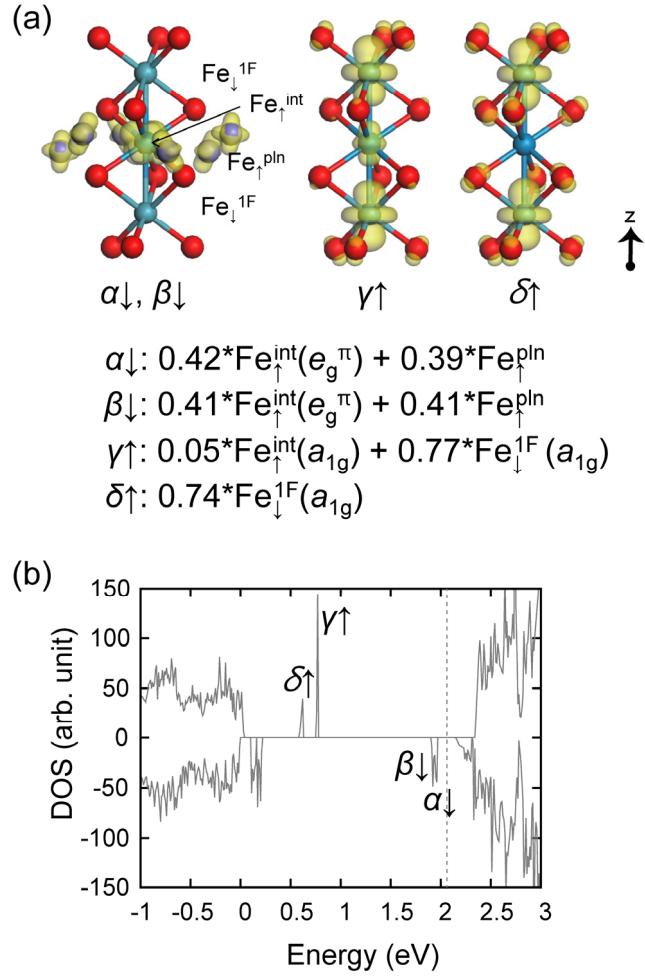 (a)
Fe↓1F
Fe↑int
Fe↑pln
Fe↓1F
z
α↓, β↓
γ↑
δ↑
α↓: 0.42*Fe↑int(egπ) + 0.39*Fe↑pln
β↓: 0.41*Fe↑int(egπ) + 0.41*Fe↑pln
γ↑: 0.05*Fe↑int(a1g) + 0.77*Fe↓1F (a1g)
δ↑: 0.74*Fe↓1F(a1g)
(b)
DOS (arb. unit)
150
100
50
0
-50
-100
-150
γ↑
δ↑
β↓
α↓
-1 -0.5 0 0.5 1 1.5 2 2.5 3
Energy (eV)